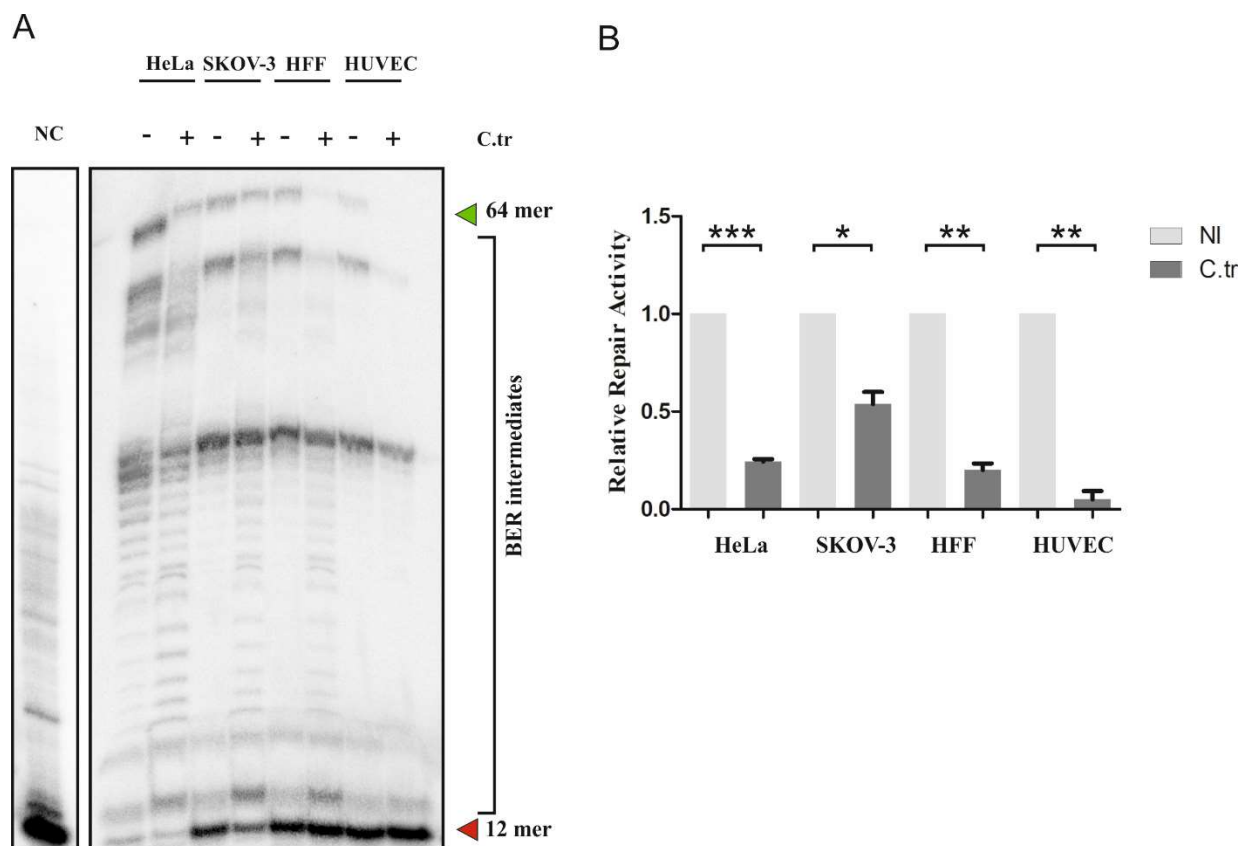 A
HeLa SKOV-3 HFF HUVEC
NC - + - + - + - + C.tr
64 mer
BER intermediates
12 mer
B
Relative Repair Activity
1.5
1.0
0.5
0.0
*** * ** **
HeLa SKOV-3 HFF HUVEC
NI
C.tr